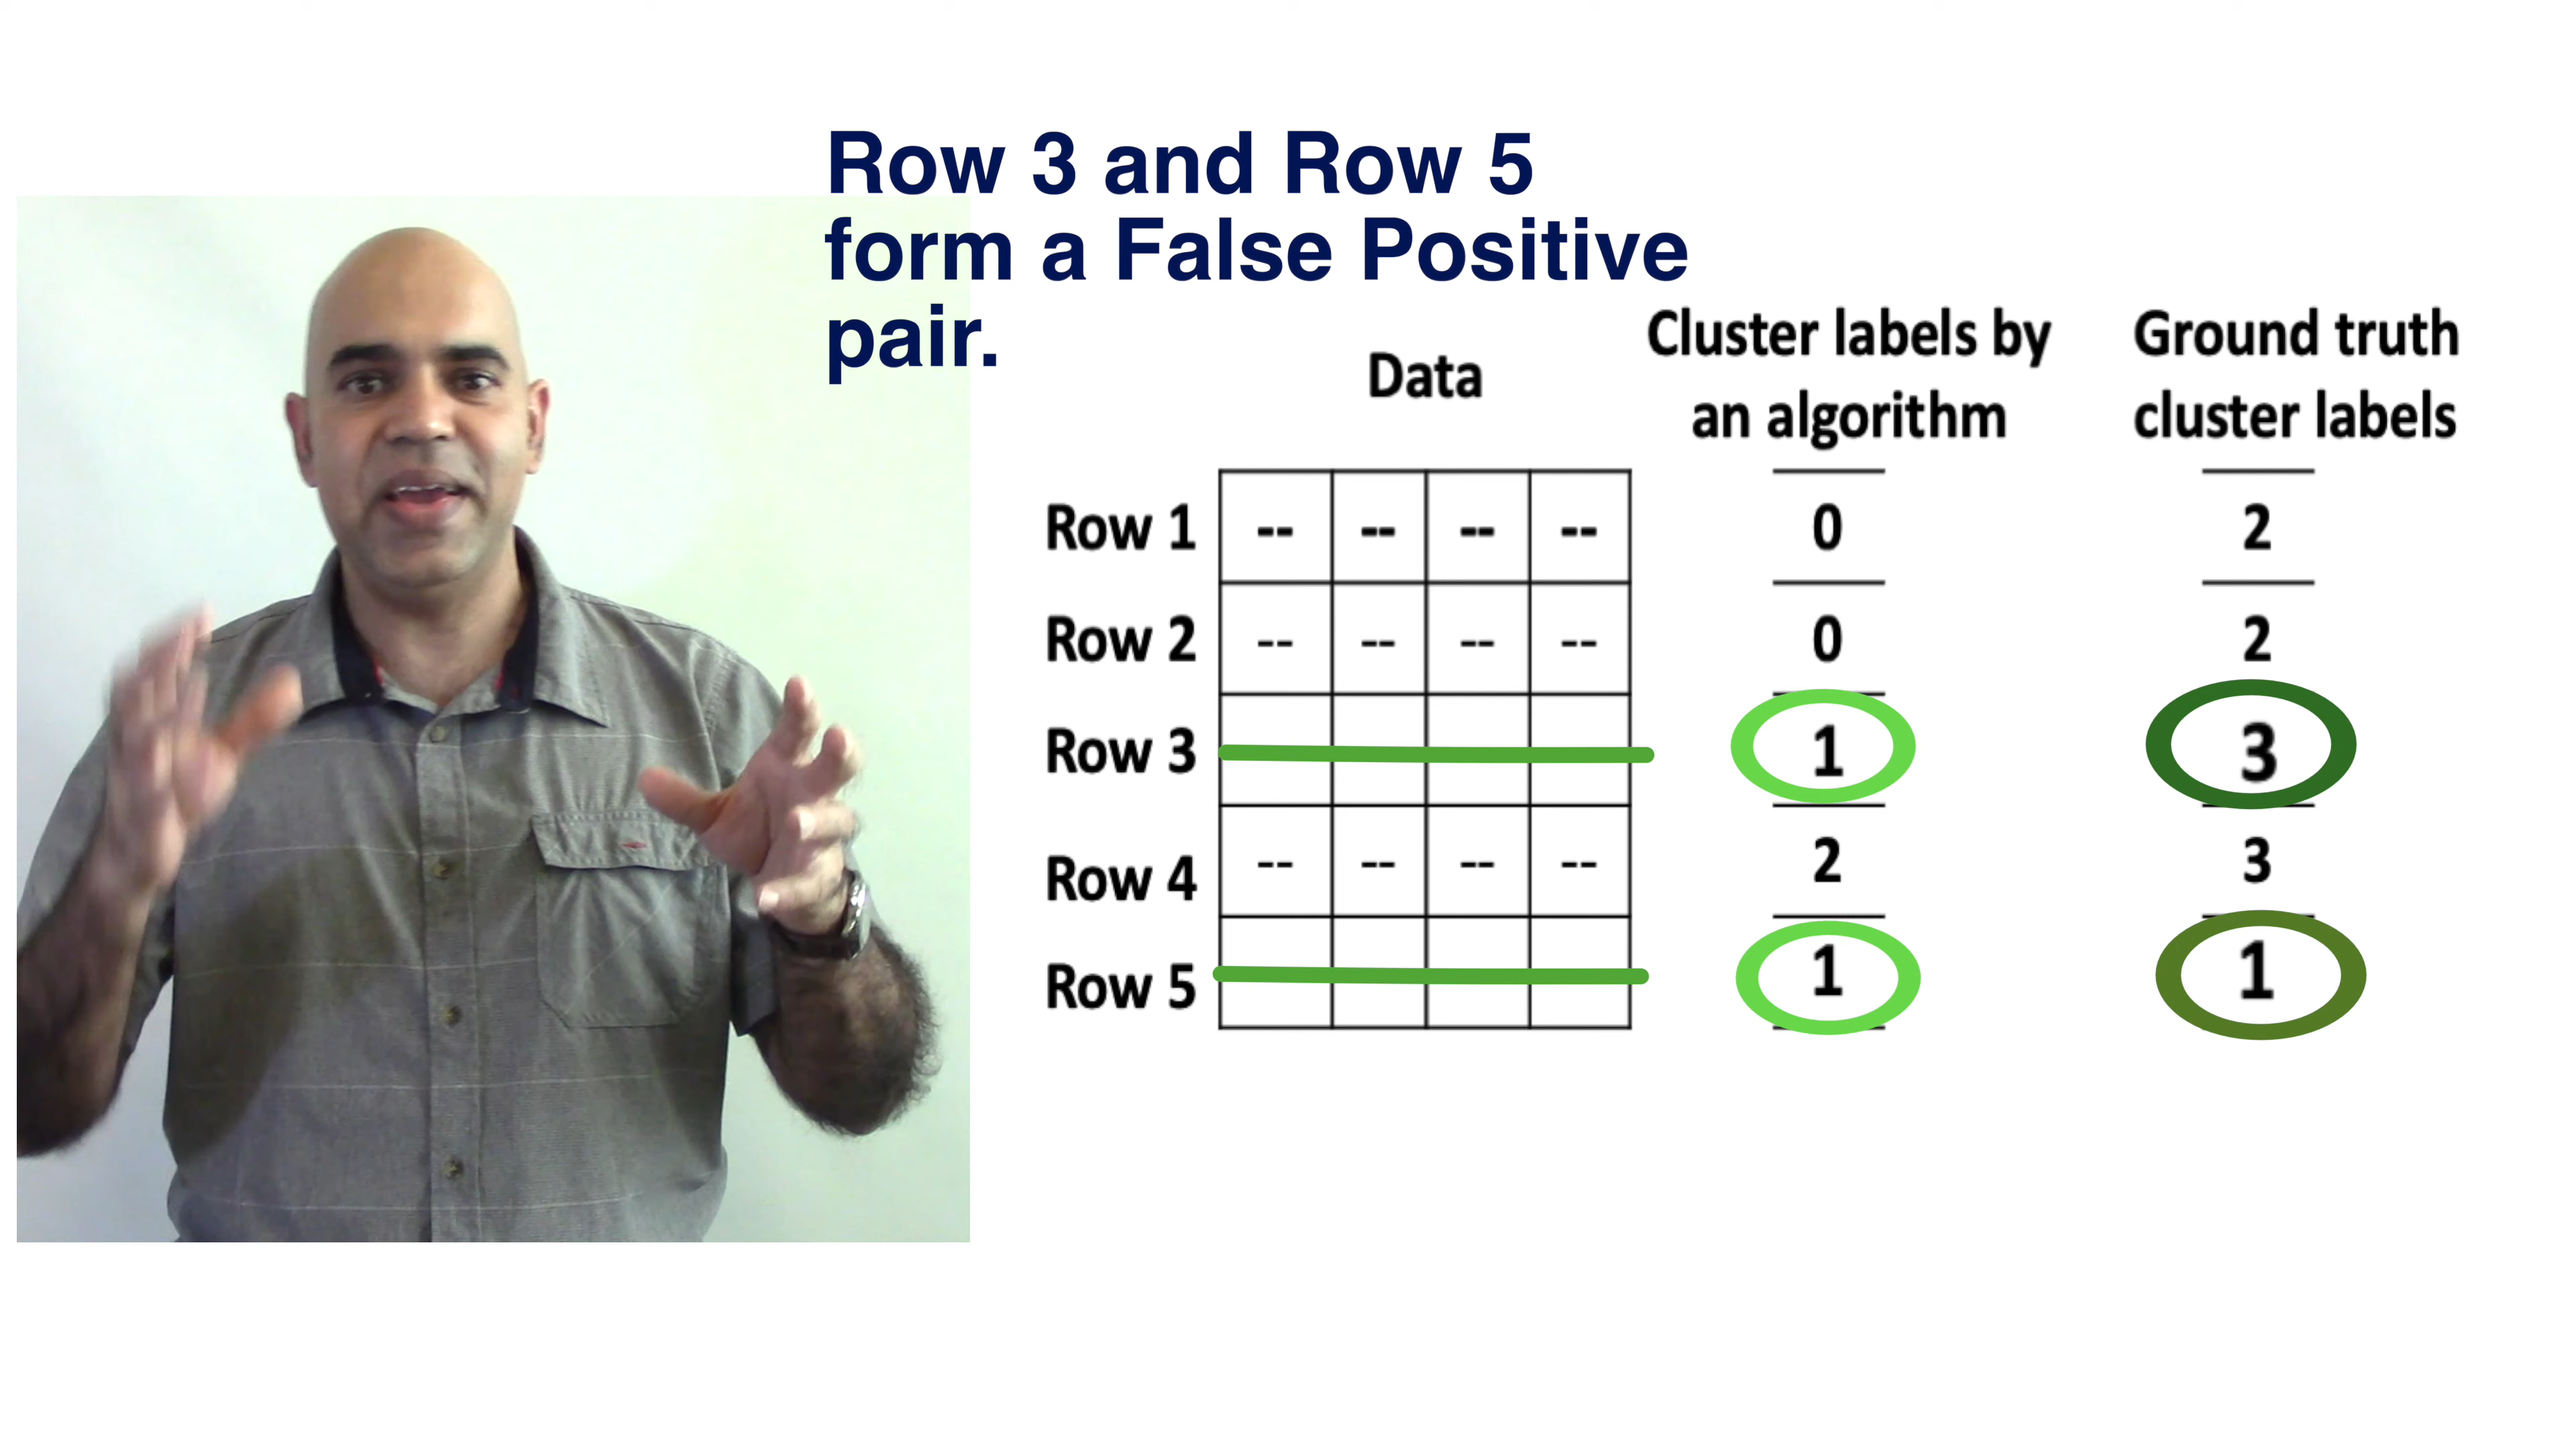 Row 3 and Row 5
form a False Positive
pair.
Data
Cluster labels by
an algorithm
Ground truth
cluster labels
Row 1 -- -- -- -- 0 2
Row 2 -- -- -- -- 0 2
Row 3 1 3
Row 4 -- -- -- -- 2 3
Row 5 1 1